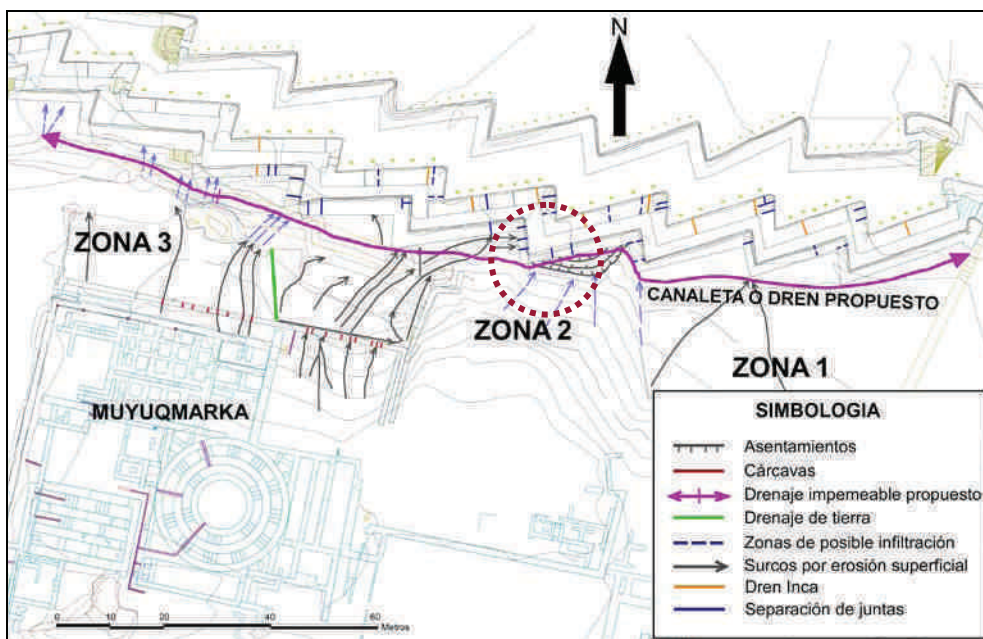 N
ZONA 3
ZONA 2
CANALETA O DREN PROPUESTO
ZONA 1
MUYUQMARKA
SIMBOLOGIA
Asentamientos
Cárcavas
Drenaje impemeable propuesto
Drenaje de tierra
Zonas de posible infiltración
Surcos por erosión superficial
Dren Inca
Separación de juntas
0 10 20 40 60
Metros